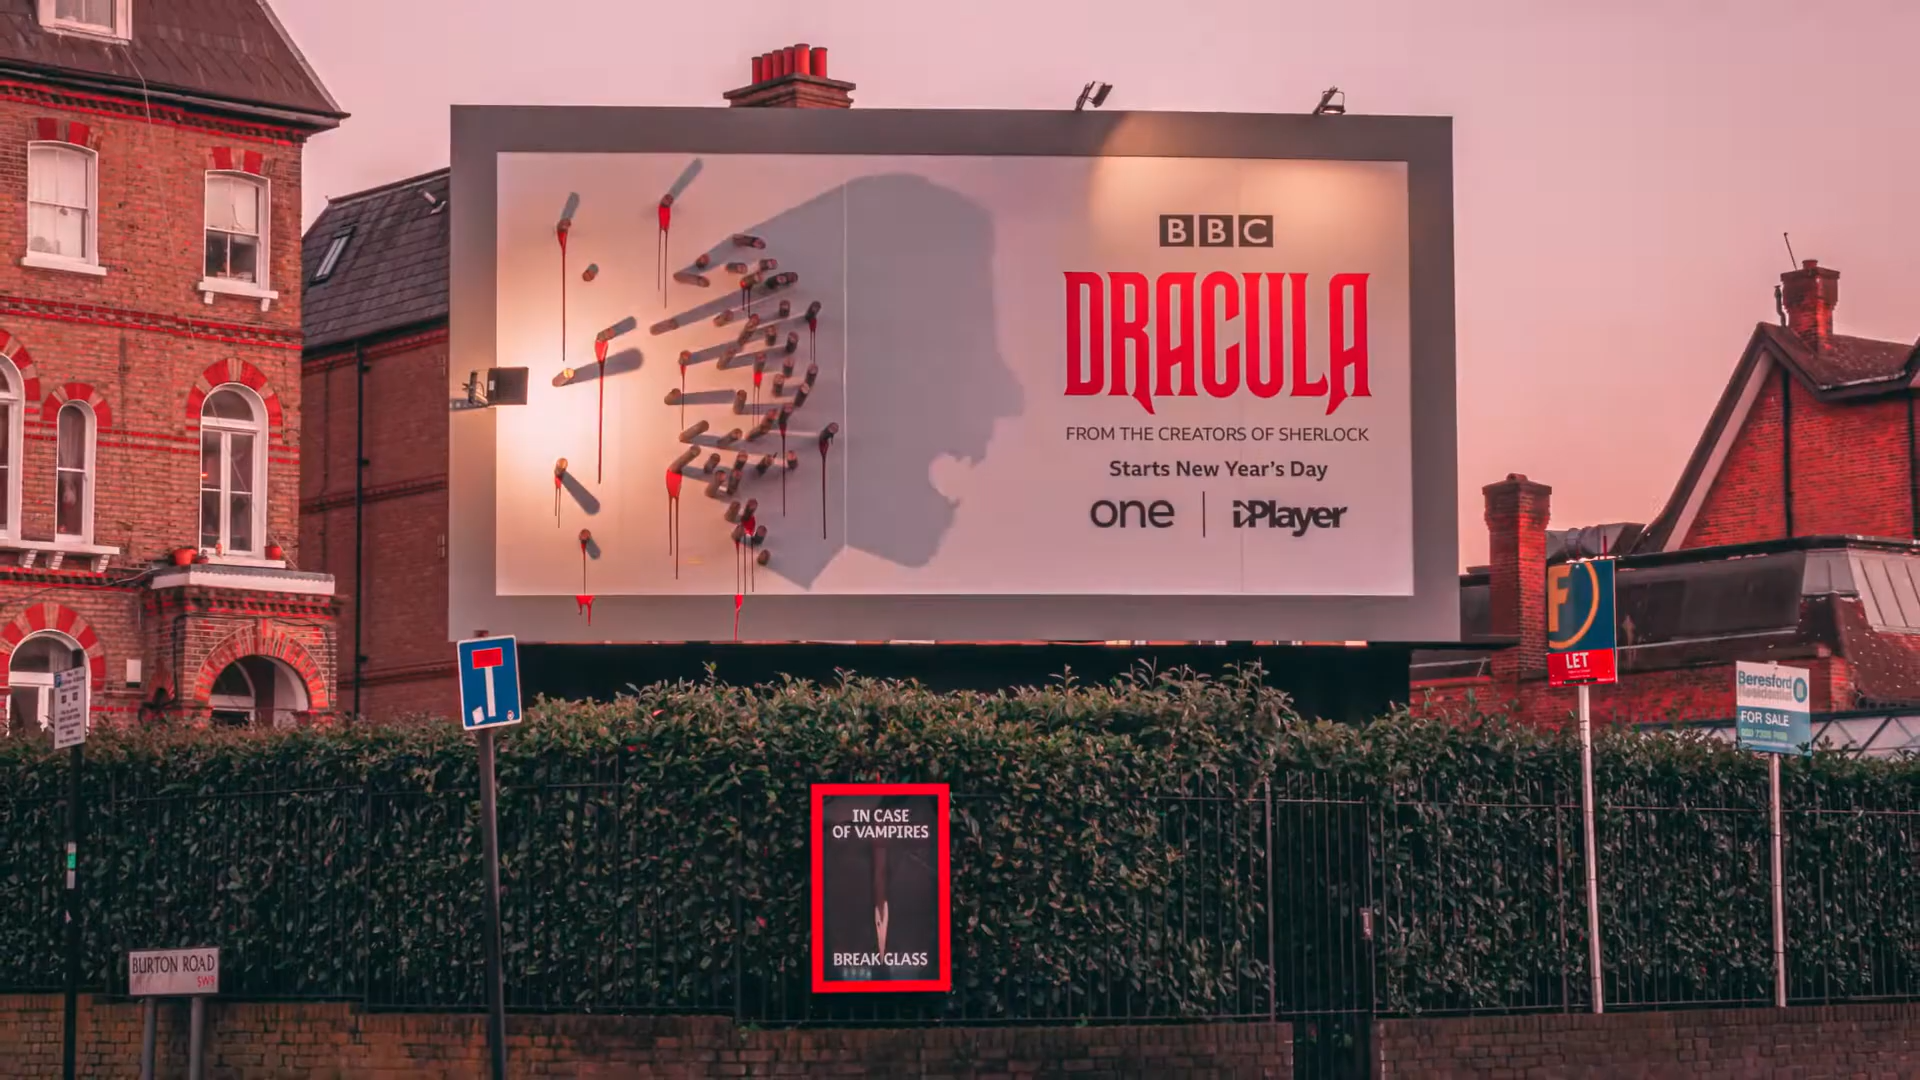 BBC
DRACULA
FROM THE CREATORS OF SHERLOCK
Starts New Year's Day
one | iPlayer
F
LET
Beresford
Residential
FOR SALE
IN CASE
OF VAMPIRES
BREAK GLASS
BURTON ROAD
SW9